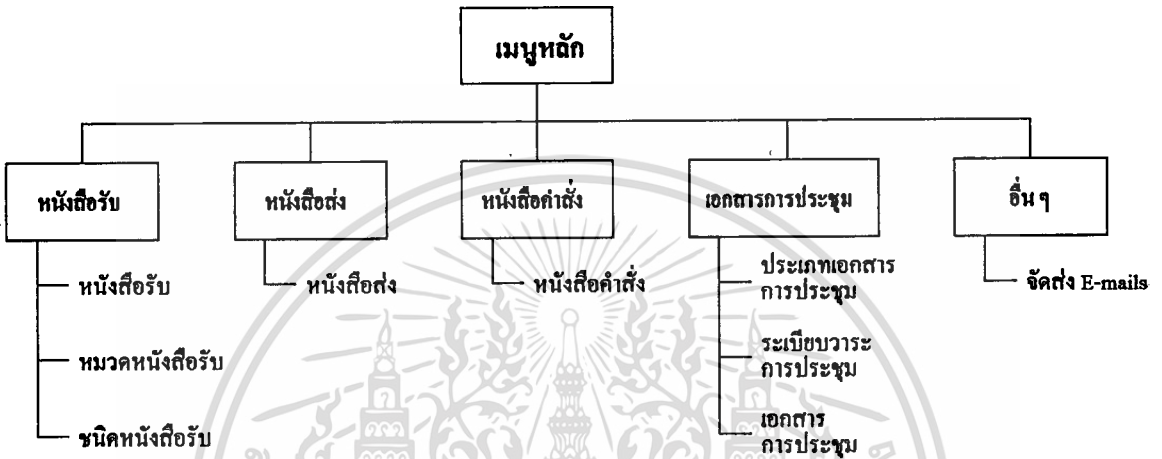 เมนูหลัก
หนังสือรับ
หนังสือส่ง
หนังสือคำสั่ง
เอกสารการประชุม
อื่น ๆ
หนังสือรับ
หมวดหนังสือรับ
ชนิดหนังสือรับ
หนังสือส่ง
หนังสือคำสั่ง
ประเภทเอกสาร
การประชุม
ระเบียบวาระ
การประชุม
เอกสาร
การประชุม
จัดส่ง E-mails